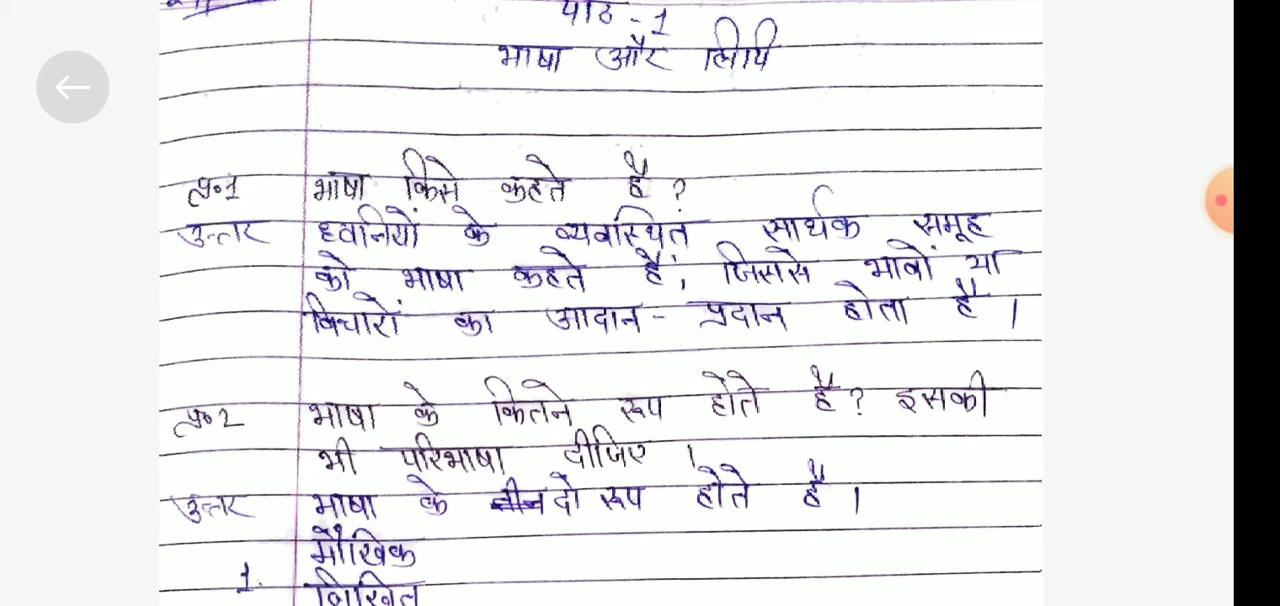 पाठ - 1
भाषा और लिपि
प्र०1 भाषा किसे कहते हैं ?
उत्तर ध्वनियों के व्यवस्थित सार्थक समूह
को भाषा कहते हैं, जिससे भावों या
विचारों का आदान - प्रदान होता है ।
प्र०2 भाषा के कितने रूप होते हैं ? इसकी
भी परिभाषा दीजिए ।
उत्तर भाषा के दो रूप होते हैं ।
मौखिक
1. लिखित